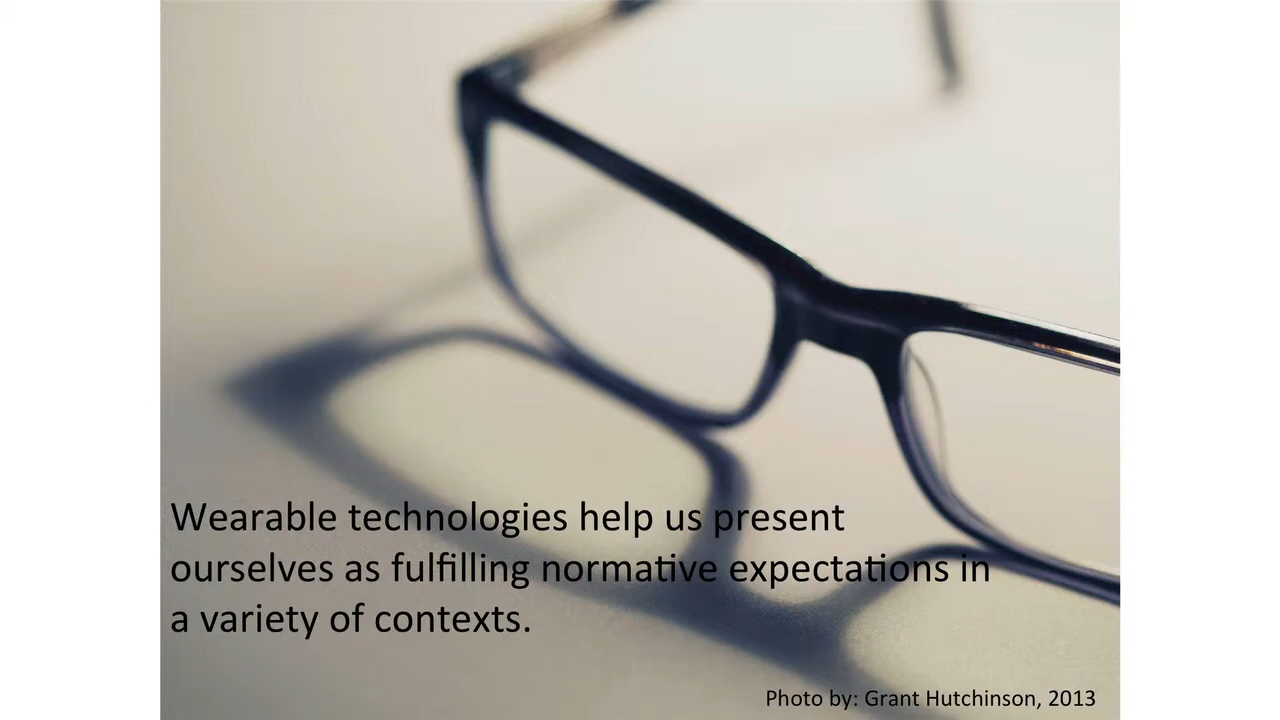 Wearable technologies help us present
ourselves as fulfilling normative expectations in
a variety of contexts.
Photo by: Grant Hutchinson, 2013